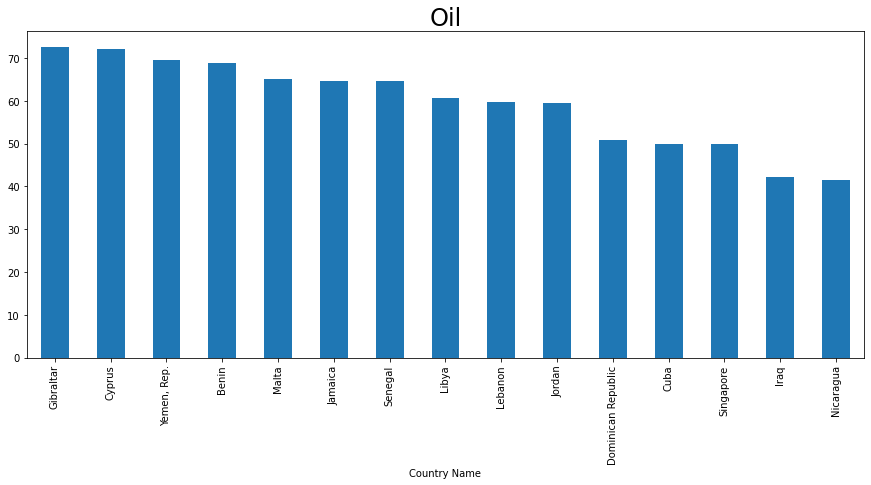 Oil
70
60
50
40
30
20
10
0
Gibraltar
Cyprus
Yemen, Rep.
Benin
Malta
Jamaica
Senegal
Libya
Lebanon
Jordan
Dominican Republic
Cuba
Singapore
Iraq
Nicaragua
Country Name